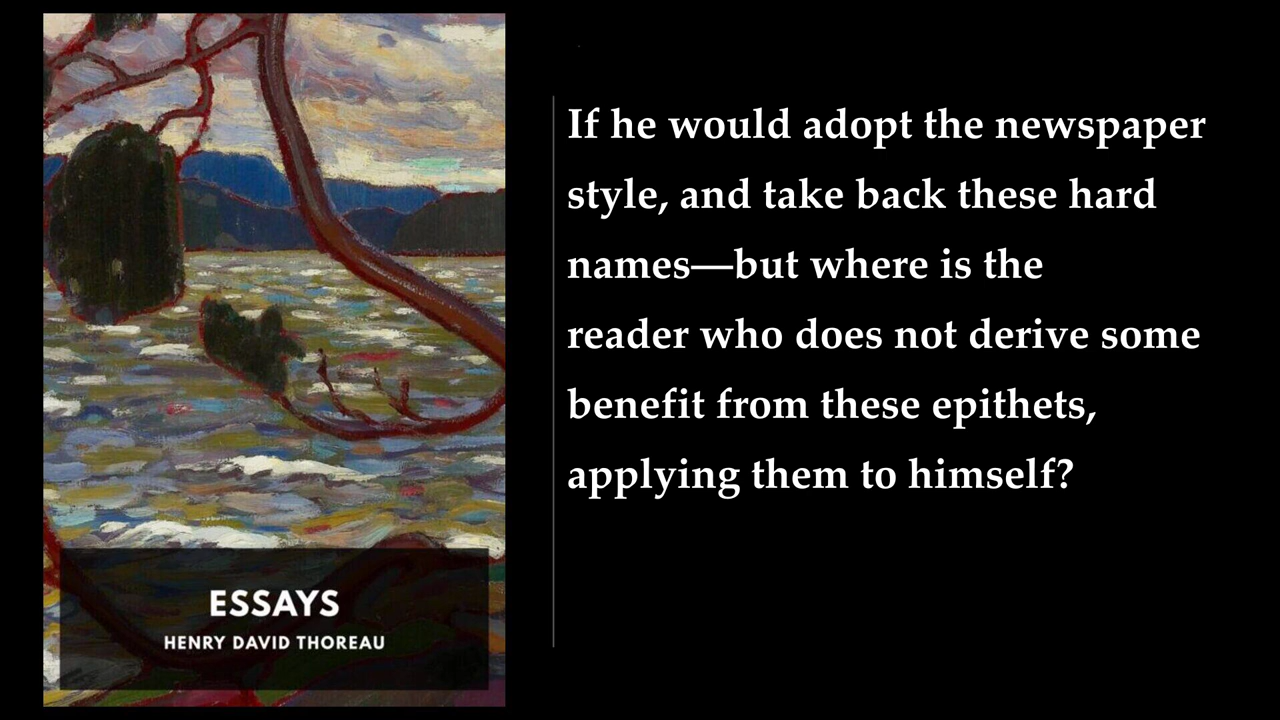 If he would adopt the newspaper
style, and take back these hard
names—but where is the
reader who does not derive some
benefit from these epithets,
applying them to himself?
ESSAYS
HENRY DAVID THOREAU